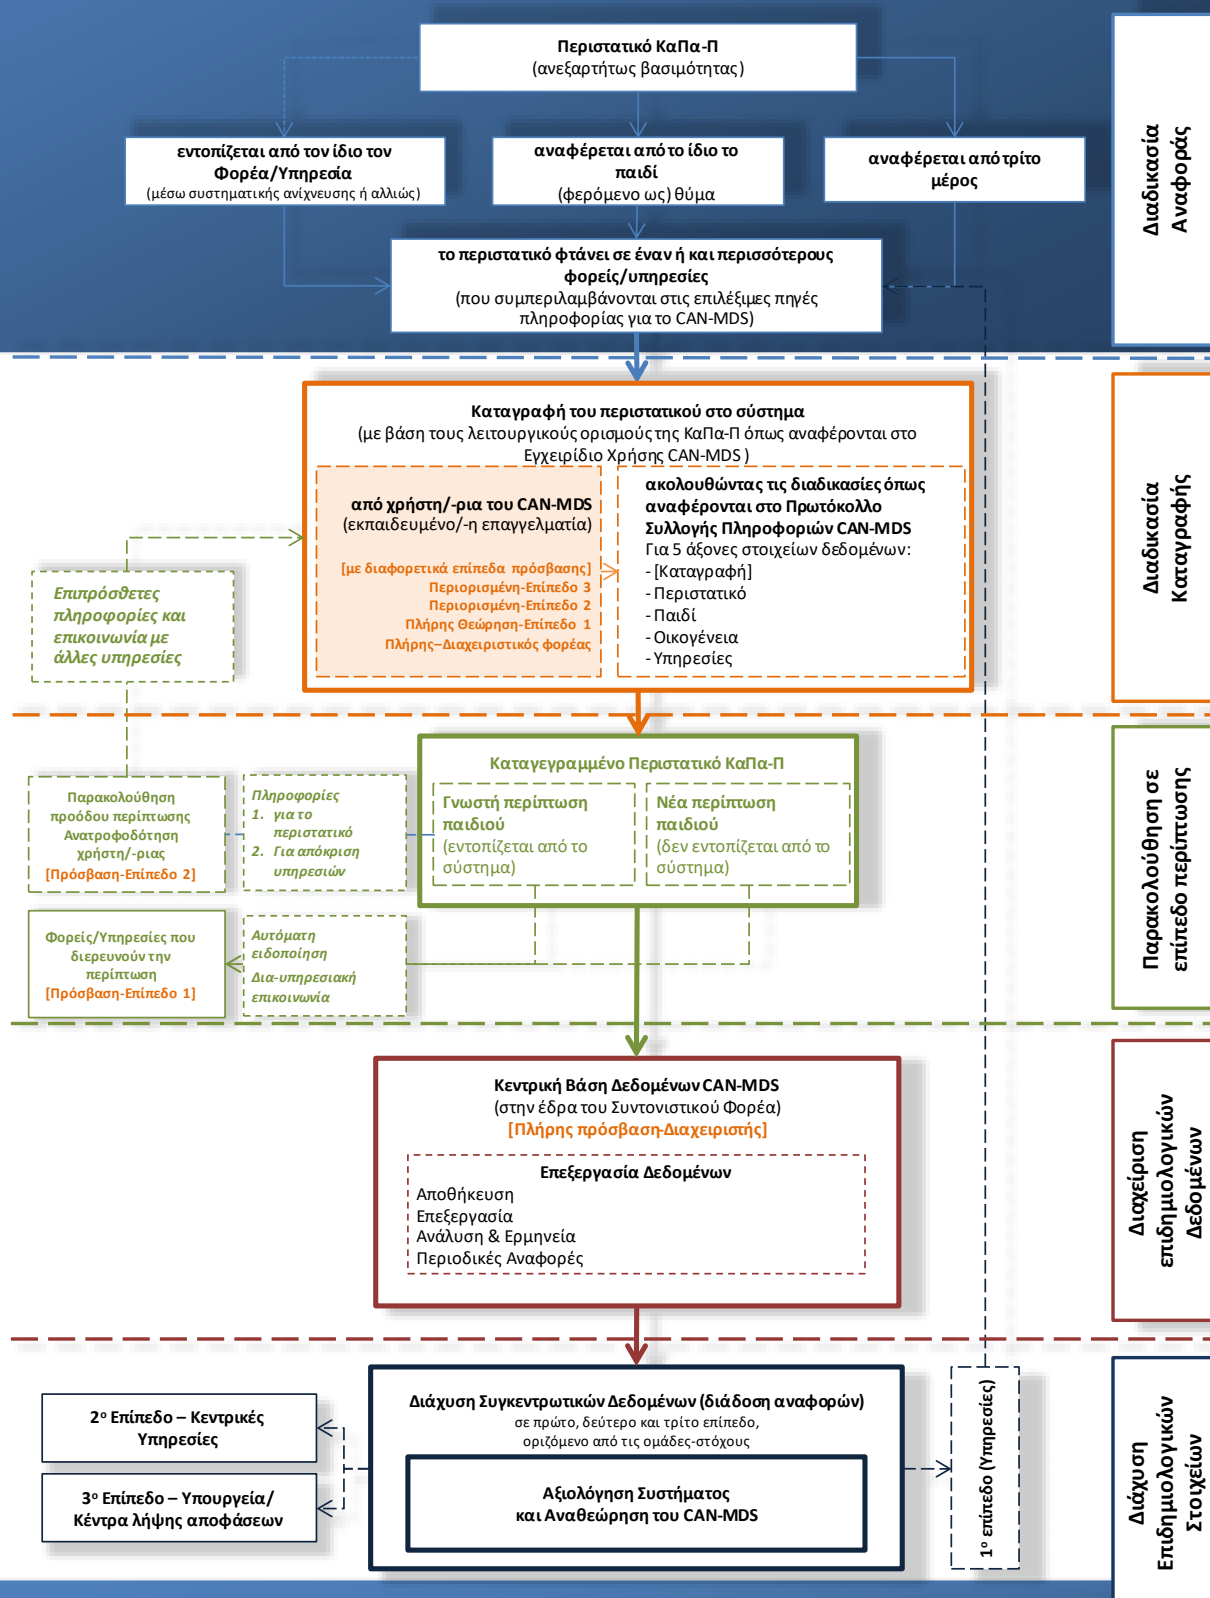 Περιστατικό ΚαΠα-Π
(ανεξαρτήτως βασιμότητας)
εντοπίζεται από τον ίδιο τον
Φορέα/Υπηρεσία
(μέσω συστηματικής ανίχνευσης ή αλλιώς)
αναφέρεται από το ίδιο το
παιδί
(φερόμενο ως) θύμα
αναφέρεται από τρίτο
μέρος
το περιστατικό φτάνει σε έναν ή και περισσότερους
φορείς/υπηρεσίες
(που συμπεριλαμβάνονται στις επιλέξιμες πηγές
πληροφορίας για το CAN-MDS)
Διαδικασία
Αναφοράς
Καταγραφή του περιστατικού στο σύστημα
(με βάση τους λειτουργικούς ορισμούς της ΚαΠα-Π όπως αναφέρονται στο
Εγχειρίδιο Χρήσης CAN-MDS )
από χρήστη/-ρια του CAN-MDS
(εκπαιδευμένο/-η επαγγελματία)
[με διαφορετικά επίπεδα πρόσβασης]
Περιορισμένη-Επίπεδο 3
Περιορισμένη-Επίπεδο 2
Πλήρης Θεώρηση-Επίπεδο 1
Πλήρης–Διαχειριστικός φορέας
ακολουθώντας τις διαδικασίες όπως
αναφέρονται στο Πρωτόκολλο
Συλλογής Πληροφοριών CAN-MDS
Για 5 άξονες στοιχείων δεδομένων:
- [Καταγραφή]
- Περιστατικό
- Παιδί
- Οικογένεια
- Υπηρεσίες
Διαδικασία
Καταγραφής
Επιπρόσθετες
πληροφορίες και
επικοινωνία με
άλλες υπηρεσίες
Καταγεγραμμένο Περιστατικό ΚαΠα-Π
Γνωστή περίπτωση
παιδιού
(εντοπίζεται από το
σύστημα)
Νέα περίπτωση
παιδιού
(δεν εντοπίζεται από το
σύστημα)
Παρακολούθηση
προόδου περίπτωσης
Ανατροφοδότηση
χρήστη/-ριας
[Πρόσβαση-Επίπεδο 2]
Πληροφορίες
1. για το
περιστατικό
2. Για απόκριση
υπηρεσιών
Φορείς/Υπηρεσίες που
διερευνούν την
περίπτωση
[Πρόσβαση-Επίπεδο 1]
Αυτόματη
ειδοποίηση
Δια-υπηρεσιακή
επικοινωνία
Παρακολούθηση σε
επίπεδο περίπτωσης
Κεντρική Βάση Δεδομένων CAN-MDS
(στην έδρα του Συντονιστικού Φορέα)
[Πλήρης πρόσβαση-Διαχειριστής]
Επεξεργασία Δεδομένων
Αποθήκευση
Επεξεργασία
Ανάλυση & Ερμηνεία
Περιοδικές Αναφορές
Διαχείριση
επιδημιολογικών
Δεδομένων
2ο Επίπεδο – Κεντρικές
Υπηρεσίες
3ο Επίπεδο – Υπουργεία/
Κέντρα λήψης αποφάσεων
Διάχυση Συγκεντρωτικών Δεδομένων (διάδοση αναφορών)
σε πρώτο, δεύτερο και τρίτο επίπεδο,
οριζόμενο από τις ομάδες-στόχους
Αξιολόγηση Συστήματος
και Αναθεώρηση του CAN-MDS
1ο επίπεδο (Υπηρεσίες)
Διάχυση
Επιδημιολογικών
Στοιχείων